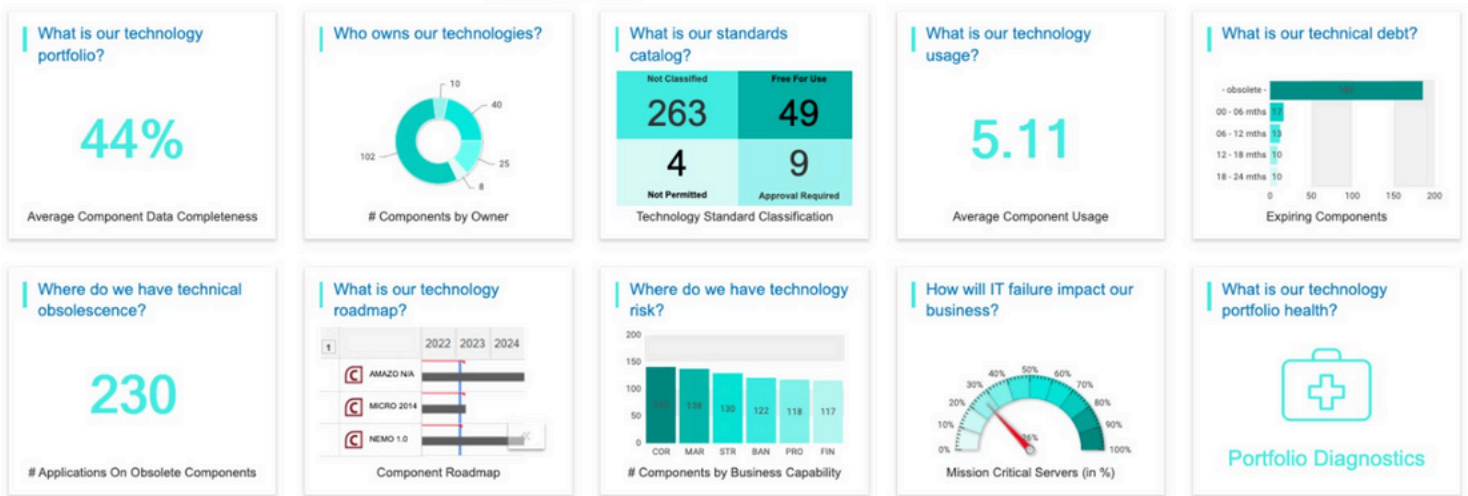 What is our technology
portfolio?
44%
Average Component Data Completeness
Who owns our technologies?
10
40
102
25
8
# Components by Owner
What is our standards
catalog?
Not Classified
Free For Use
263
49
4
9
Not Permitted
Approval Required
Technology Standard Classification
What is our technology
usage?
5.11
Average Component Usage
What is our technical debt?
- obsolete -
00 - 06 mths 17
06 - 12 mths 13
12 - 18 mths 10
18 - 24 mths 10
0 50 100 150 200
Expiring Components
Where do we have technical
obsolescence?
230
# Applications On Obsolete Components
What is our technology
roadmap?
1
2022 2023 2024
AMAZO N/A
MICRO 2014
NEMO 1.0
Component Roadmap
Where do we have technology
risk?
200
150
100
50
0
138 130 122 118 117
COR MAR STR BAN PRO FIN
# Components by Business Capability
How will IT failure impact our
business?
0% 10% 20% 30% 40% 50% 60% 70% 80% 90% 100%
26%
Mission Critical Servers (in %)
What is our technology
portfolio health?
Portfolio Diagnostics